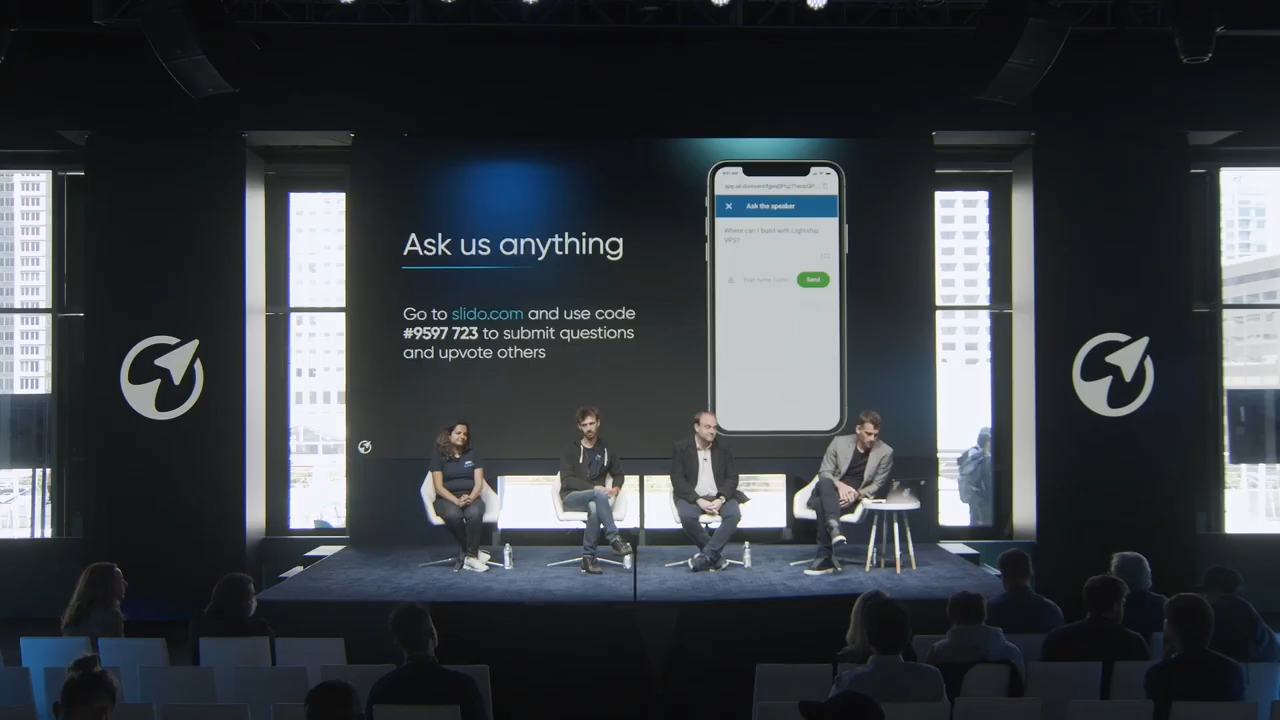 Ask us anything
Go to slido.com and use code
#9597 723 to submit questions
and upvote others
Ask the speaker
Where can I build with Lightship
VPS?
Send